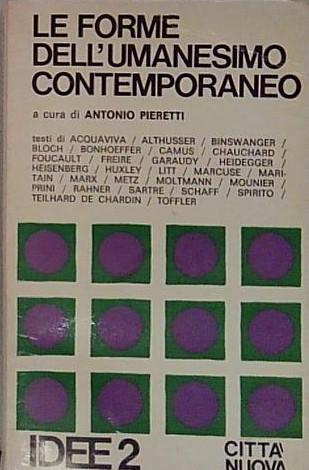 LE FORME
DELL'UMANESIMO
CONTEMPORANEO
a cura di ANTONIO PIERETTI
testi di ACQUAVIVA / ALTHUSSER / BINSWANGER /
BLOCH / BONHOEFFER / CAMUS / CHAUCHARD /
FOUCAULT / FREIRE / GARAUDY / HEIDEGGER /
HEISENBERG / HUXLEY / LITT / MARCUSE / MARI-
TAIN / MARX / METZ / MOLTMANN / MOUNIER /
PRINI / RAHNER / SARTRE / SCHAFF / SPIRITO /
TEILHARD DE CHARDIN / TOFFLER
IDEE 2
CITTA'
NUOVA